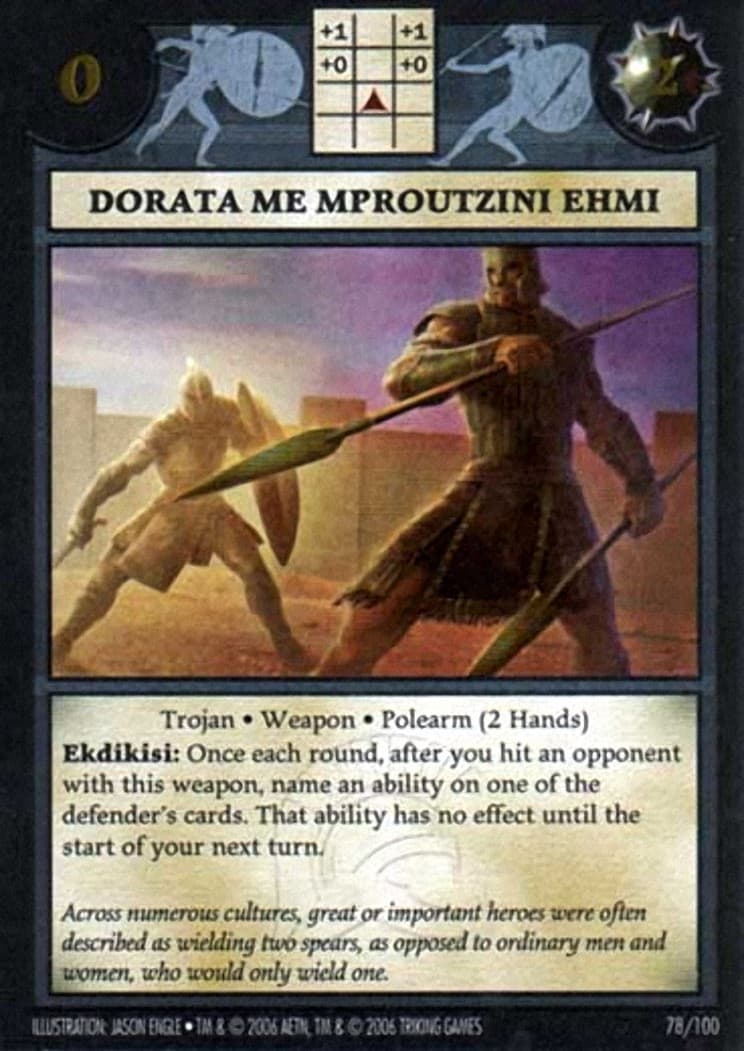 0
+1 +1
+0 +0
2
DORATA ME MPROUTZINI EHMI
Trojan • Weapon • Polearm (2 Hands)
Ekdikisi: Once each round, after you hit an opponent
with this weapon, name an ability on one of the
defender's cards. That ability has no effect until the
start of your next turn.
Across numerous cultures, great or important heroes were often
described as wielding two spears, as opposed to ordinary men and
women, who would only wield one.
ILLUSTRATION: JASON ENGLE • TM & © 2006 AETN, TM & © 2006 TRIKING GAMES
78/100